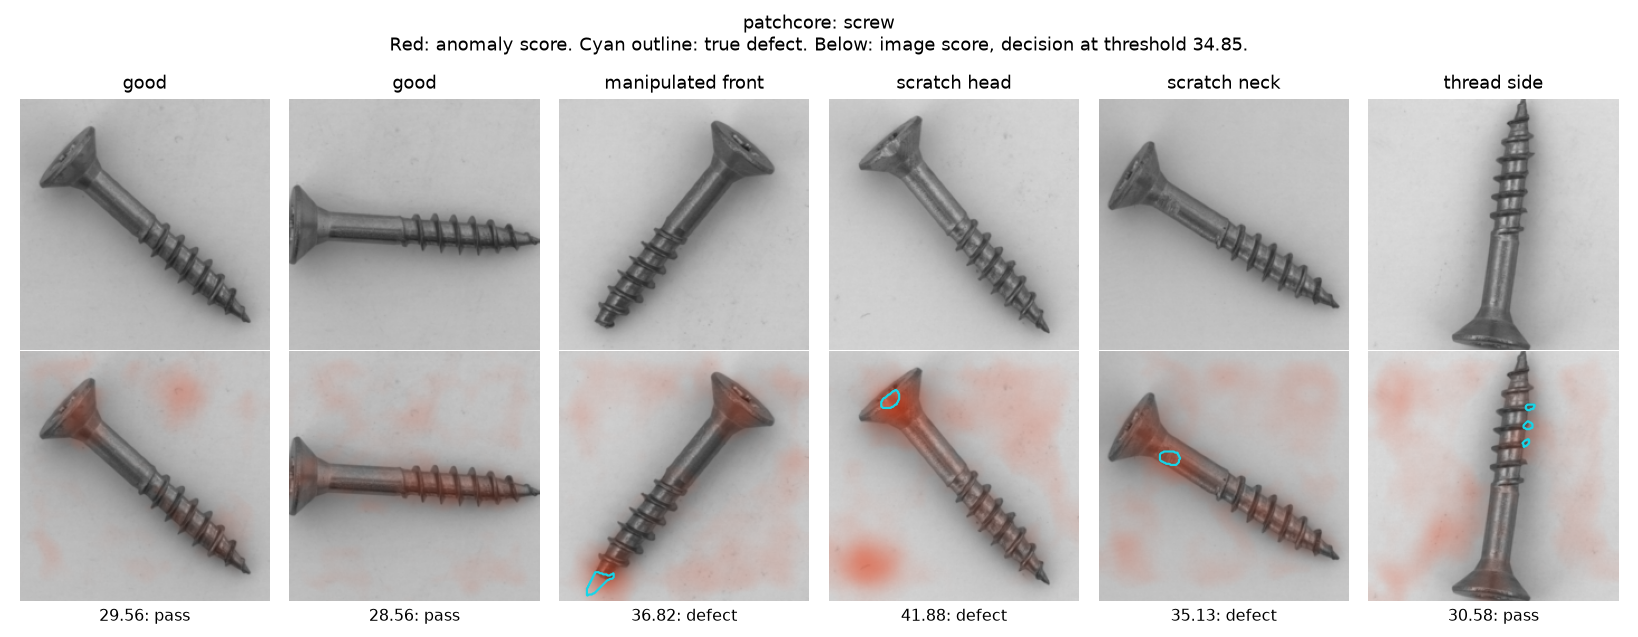 patchcore: screw
Red: anomaly score. Cyan outline: true defect. Below: image score, decision at threshold 34.85.
good
good
manipulated front
scratch head
scratch neck
thread side
29.56: pass
28.56: pass
36.82: defect
41.88: defect
35.13: defect
30.58: pass